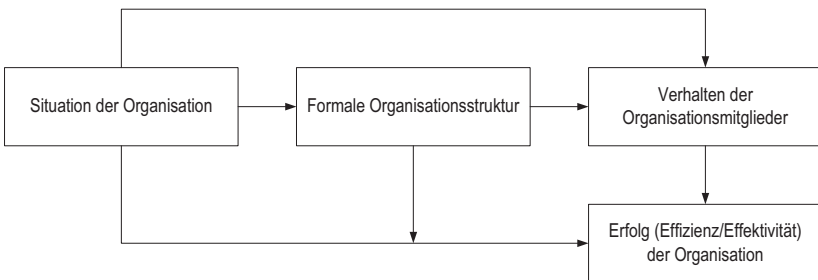 Situation der Organisation
Formale Organisationsstruktur
Verhalten der
Organisationsmitglieder
Erfolg (Effizienz/Effektivität)
der Organisation